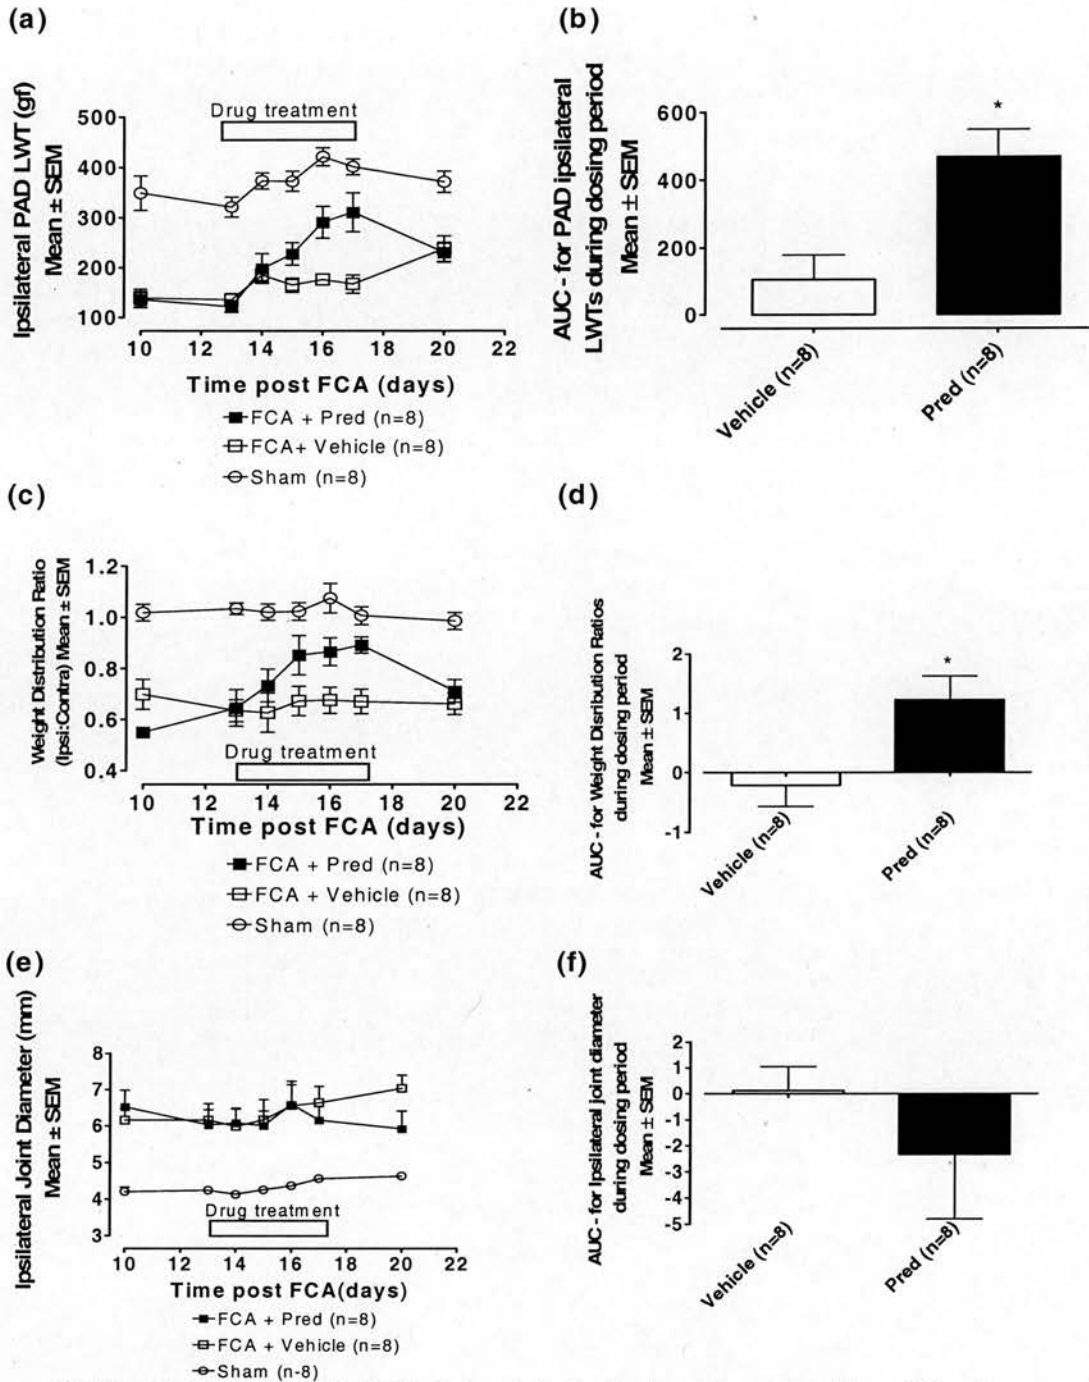 (a)
Ipsilateral PAD LWT (gf)
Mean ± SEM
Drug treatment
500
400
300
200
100
10 12 14 16 18 20 22
Time post FCA (days)
FCA + Pred (n=8)
FCA+ Vehicle (n=8)
Sham (n=8)
(b)
AUC - for PAD ipsilateral
LWTs during dosing period
Mean ± SEM
600
400
200
0
*
Vehicle (n=8)
Pred (n=8)
(c)
Weight Distribution Ratio
(Ipsi:Contra) Mean ± SEM
1.2
1.0
0.8
0.6
0.4
Drug treatment
10 12 14 16 18 20 22
Time post FCA (days)
FCA + Pred (n=8)
FCA + Vehicle (n=8)
Sham (n=8)
(d)
AUC - for Weight Disribution Ratios
during dosing period
Mean ± SEM
2
1
0
-1
*
Vehicle (n=8)
Pred (n=8)
(e)
Ipsilateral Joint Diameter (mm)
Mean ± SEM
8
7
6
5
4
3
Drug treatment
10 12 14 16 18 20 22
Time post FCA(days)
FCA + Pred (n=8)
FCA + Vehicle (n=8)
Sham (n-8)
(f)
AUC - for Ipsilateral joint diameter
during dosing period
Mean ± SEM
2
1
0
-1
-2
-3
-4
-5
Vehicle (n=8)
Pred (n=8)